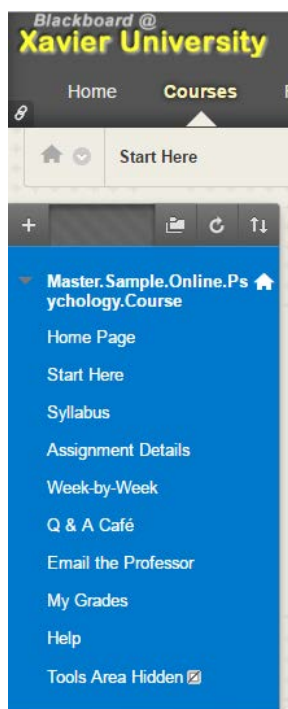 Blackboard @
Xavier University
Home Courses
Start Here
Master.Sample.Online.Ps
ychology.Course
Home Page
Start Here
Syllabus
Assignment Details
Week-by-Week
Q & A Café
Email the Professor
My Grades
Help
Tools Area Hidden